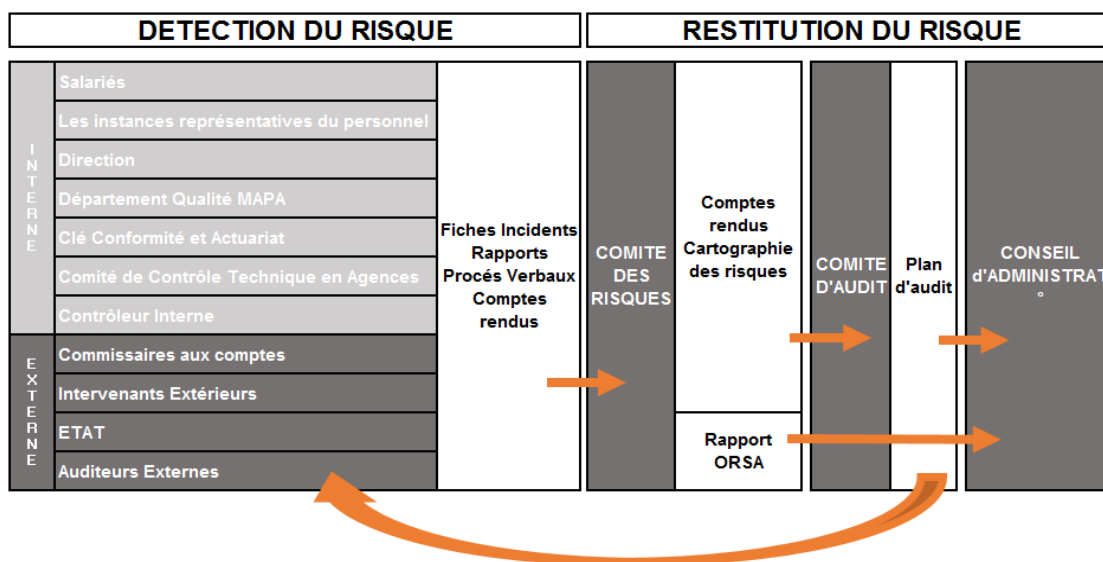 DETECTION DU RISQUE
RESTITUTION DU RISQUE
INTERNE
Salariés
Les instances représentatives du personnel
Direction
Département Qualité MAPA
Clé Conformité et Actuariat
Comité de Contrôle Technique en Agences
Contrôleur Interne
EXTERNE
Commissaires aux comptes
Intervenants Extérieurs
ETAT
Auditeurs Externes
Fiches Incidents
Rapports
Procés Verbaux
Comptes
rendus
COMITE
DES
RISQUES
Comptes
rendus
Cartographie
des risques
Rapport
ORSA
COMITE
D'AUDIT
Plan
d'audit
CONSEIL
d'ADMINISTRAT
°